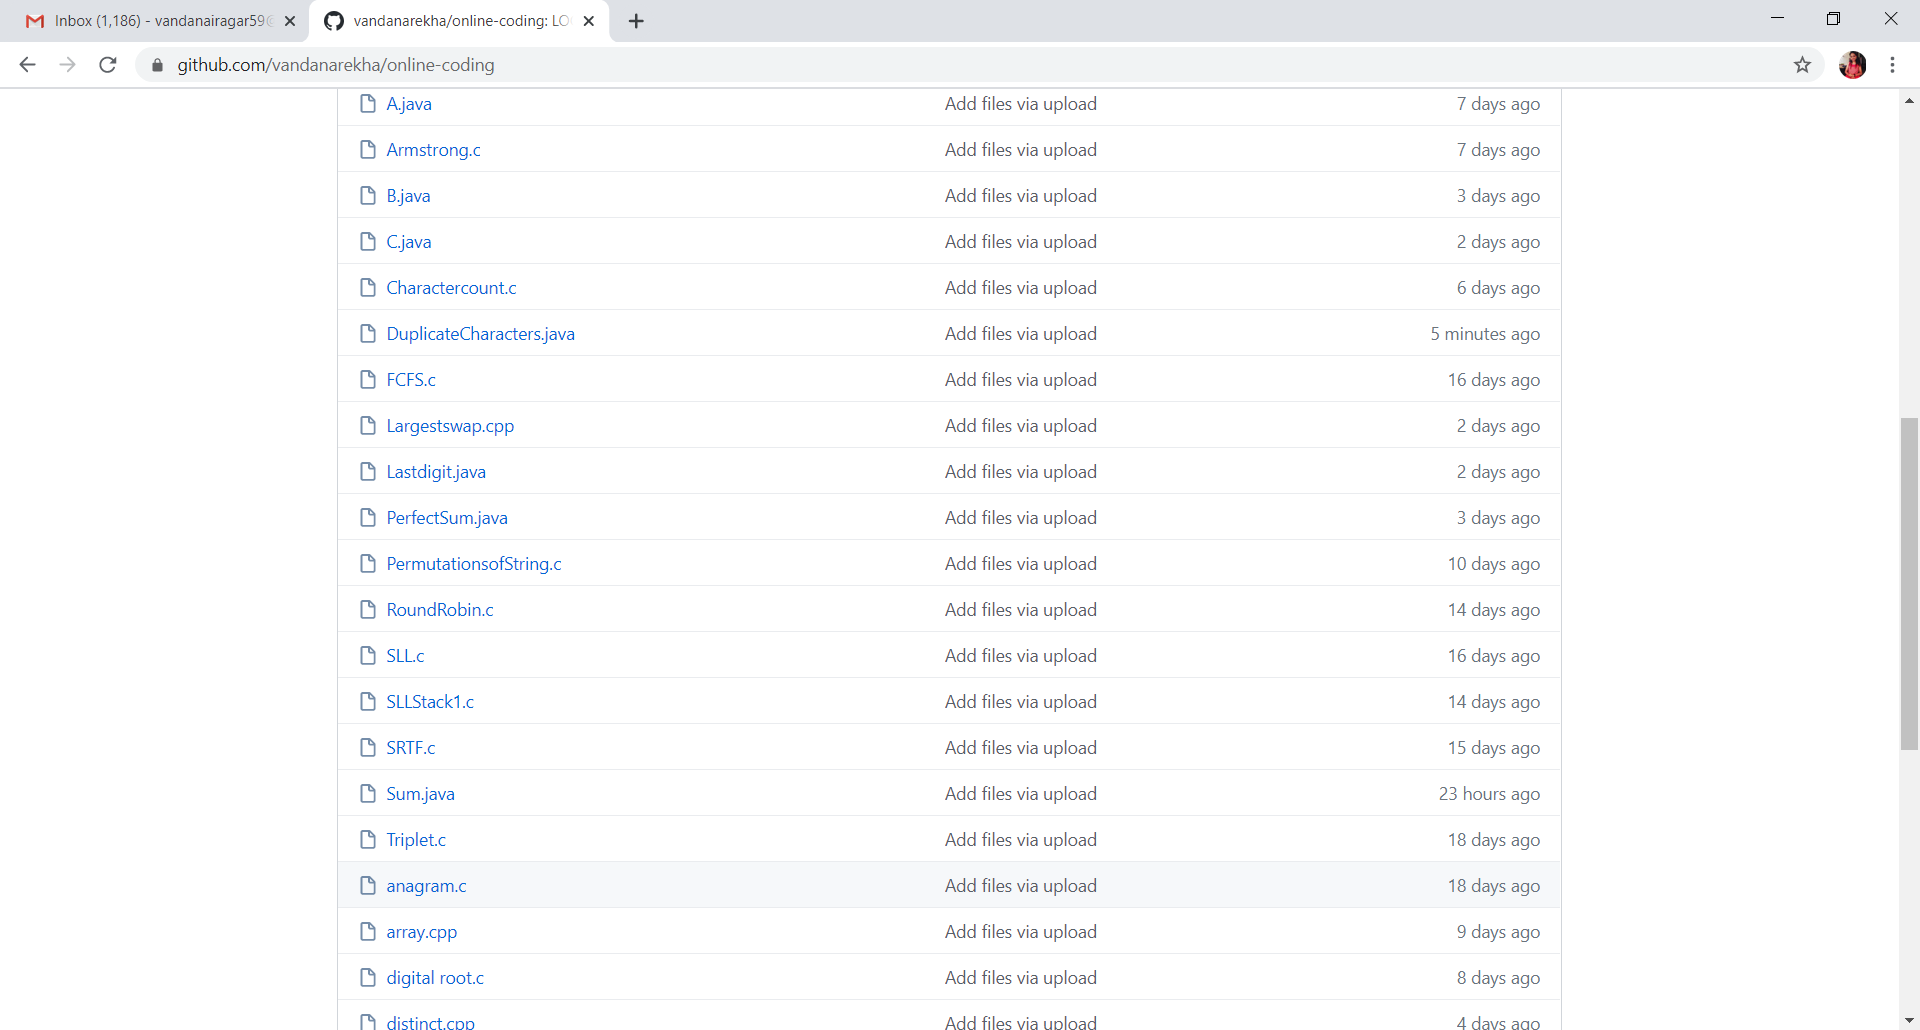 Inbox (1,186) - vandanairagar59@
vandanarekha/online-coding: LO
github.com/vandanarekha/online-coding
A.java Add files via upload 7 days ago
Armstrong.c Add files via upload 7 days ago
B.java Add files via upload 3 days ago
C.java Add files via upload 2 days ago
Charactercount.c Add files via upload 6 days ago
DuplicateCharacters.java Add files via upload 5 minutes ago
FCFS.c Add files via upload 16 days ago
Largestswap.cpp Add files via upload 2 days ago
Lastdigit.java Add files via upload 2 days ago
PerfectSum.java Add files via upload 3 days ago
PermutationsofString.c Add files via upload 10 days ago
RoundRobin.c Add files via upload 14 days ago
SLL.c Add files via upload 16 days ago
SLLStack1.c Add files via upload 14 days ago
SRTF.c Add files via upload 15 days ago
Sum.java Add files via upload 23 hours ago
Triplet.c Add files via upload 18 days ago
anagram.c Add files via upload 18 days ago
array.cpp Add files via upload 9 days ago
digital root.c Add files via upload 8 days ago
distinct.cpp Add files via upload 4 days ago